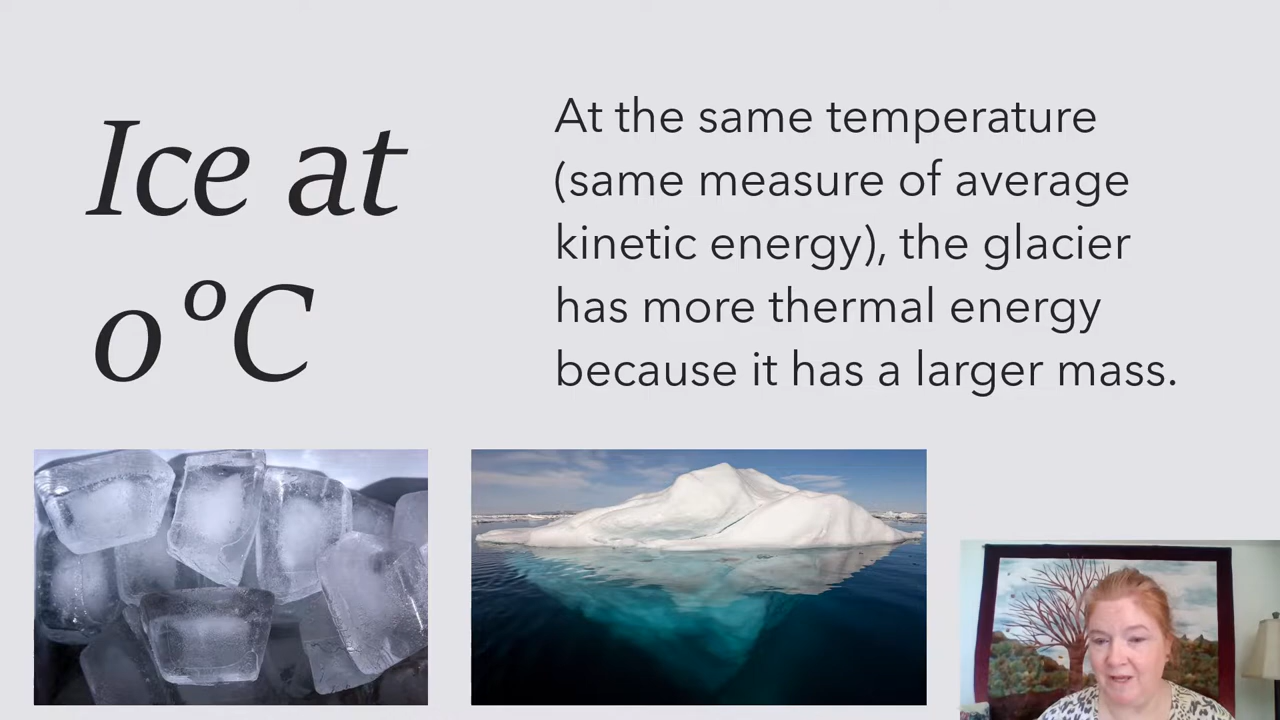 Ice at
0°C
At the same temperature
(same measure of average
kinetic energy), the glacier
has more thermal energy
because it has a larger mass.